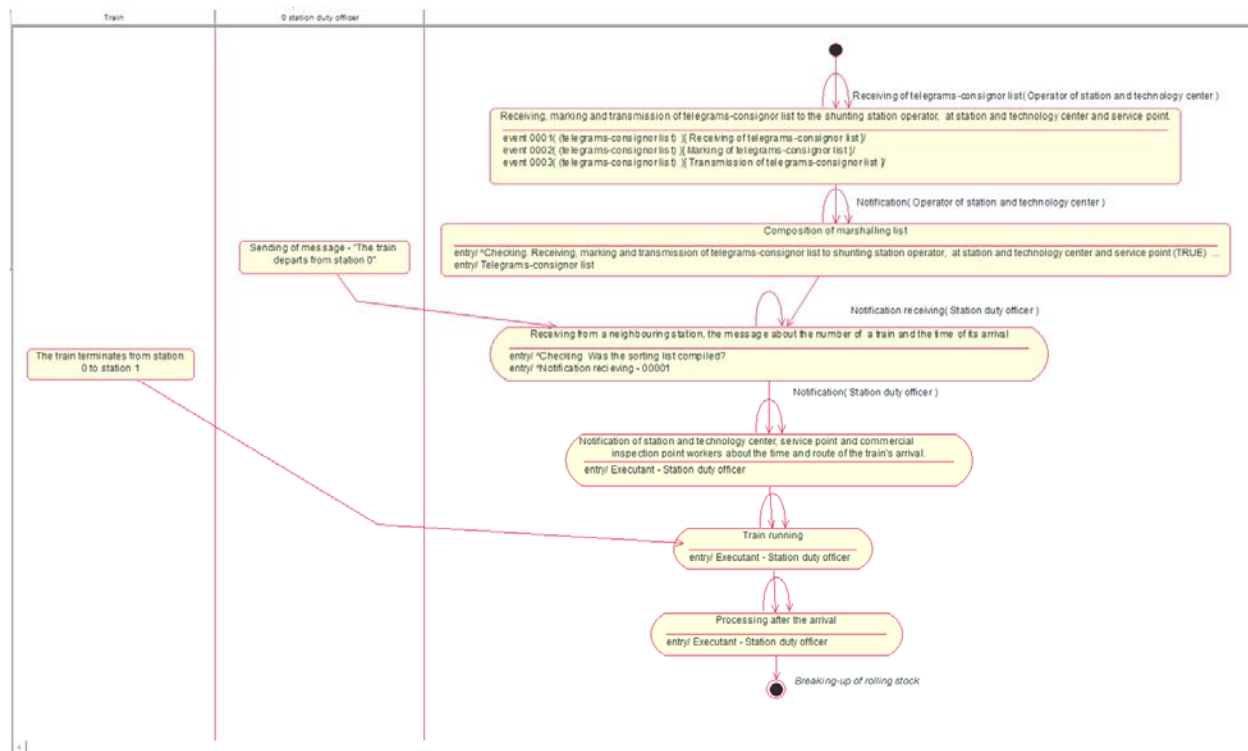 Train
0 station duty officer
Receiving of telegrams-consignor list( Operator of station and technology center )
Receiving, marking and transmission of telegrams-consignor list to the shunting station operator, at station and technology center and service point.
event 0001( (telegrams-consignor list) )[ Receiving of telegrams-consignor list ]/
event 0002( (telegrams-consignor list) )[ Marking of telegrams-consignor list ]/
event 0003( (telegrams-consignor list) )[ Transmission of telegrams-consignor list ]/
Notification( Operator of station and technology center )
Composition of marshalling list
entry/ ^Checking. Receiving, marking and transmission of telegrams-consignor list to shunting station operator, at station and technology center and service point (TRUE) ...
entry/ Telegrams-consignor list
Sending of message - "The train
departs from station 0"
Notification receiving( Station duty officer )
Receiving from a neighbouring station, the message about the number of a train and the time of its arrival
entry/ ^Checking Was the sorting list compiled?
entry/ ^Notification recieving - 00001
The train terminates from station
0 to station 1
Notification( Station duty officer )
Notification of station and technology center, service point and commercial
inspection point workers about the time and route of the train's arrival.
entry/ Executant - Station duty officer
Train running
entry/ Executant - Station duty officer
Processing after the arrival
entry/ Executant - Station duty officer
Breaking-up of rolling stock